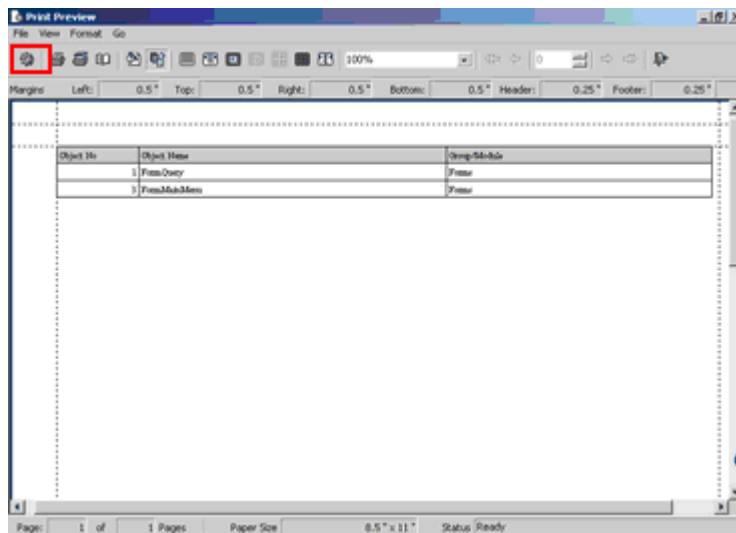 Print Preview
File View Format Go
100% 0
Margins Left: 0.5" Top: 0.5" Right: 0.5" Bottom: 0.5" Header: 0.25" Footer: 0.25"
Object No Object Name Group/Module
1 FormQuery Forms
3 FormMainMenu Forms
Page: 1 of 1 Pages Paper Size 8.5" x 11" Status Ready